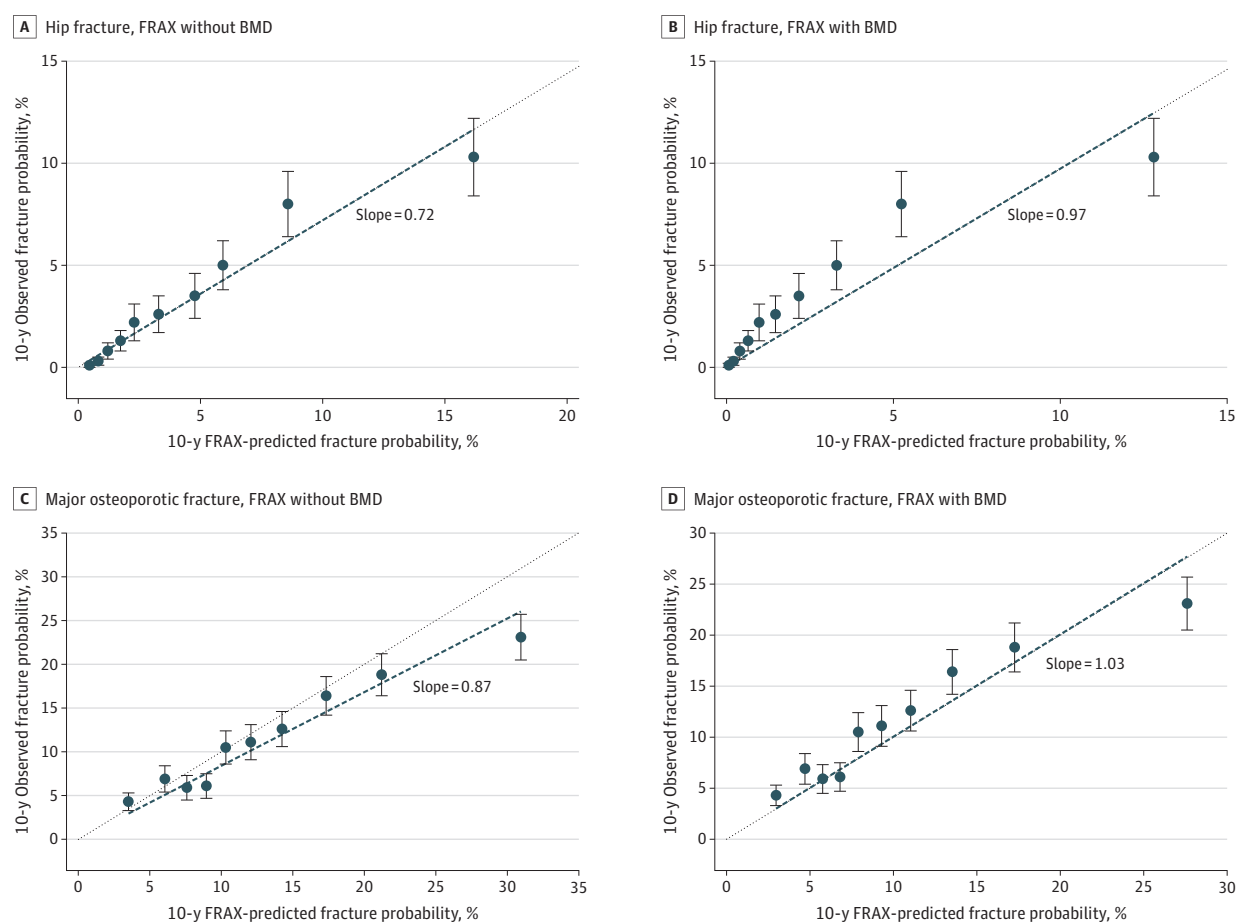 A Hip fracture, FRAX without BMD
15
10
5
0
10-y Observed fracture probability, %
Slope=0.72
0 5 10 15 20
10-y FRAX-predicted fracture probability, %
B Hip fracture, FRAX with BMD
15
10
5
0
10-y Observed fracture probability, %
Slope=0.97
0 5 10 15
10-y FRAX-predicted fracture probability, %
C Major osteoporotic fracture, FRAX without BMD
35
30
25
20
15
10
5
0
10-y Observed fracture probability, %
Slope=0.87
0 5 10 15 20 25 30 35
10-y FRAX-predicted fracture probability, %
D Major osteoporotic fracture, FRAX with BMD
30
25
20
15
10
5
0
10-y Observed fracture probability, %
Slope=1.03
0 5 10 15 20 25 30
10-y FRAX-predicted fracture probability, %